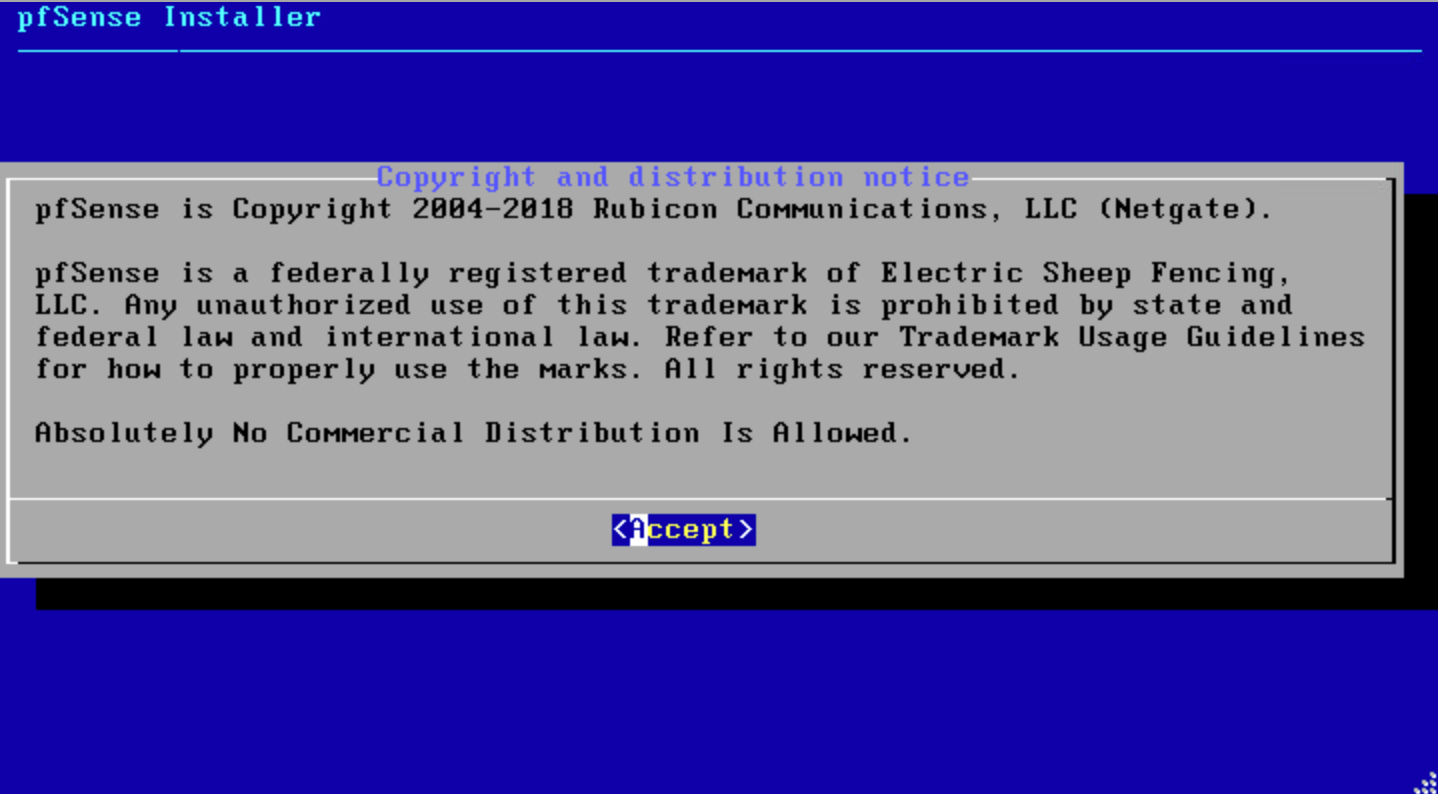 pfSense Installer
Copyright and distribution notice
pfSense is Copyright 2004-2018 Rubicon Communications, LLC (Netgate).
pfSense is a federally registered trademark of Electric Sheep Fencing,
LLC. Any unauthorized use of this trademark is prohibited by state and
federal law and international law. Refer to our Trademark Usage Guidelines
for how to properly use the marks. All rights reserved.
Absolutely No Commercial Distribution Is Allowed.
<Accept>